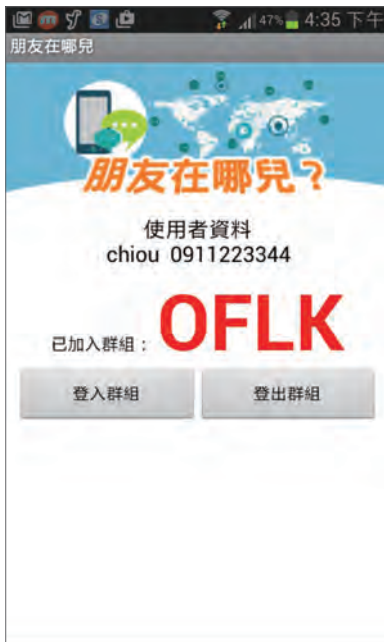 47% 4:35 下午
朋友在哪兒
朋友在哪兒？
使用者資料
chiou 0911223344
已加入群組： OFLK
登入群組 登出群組